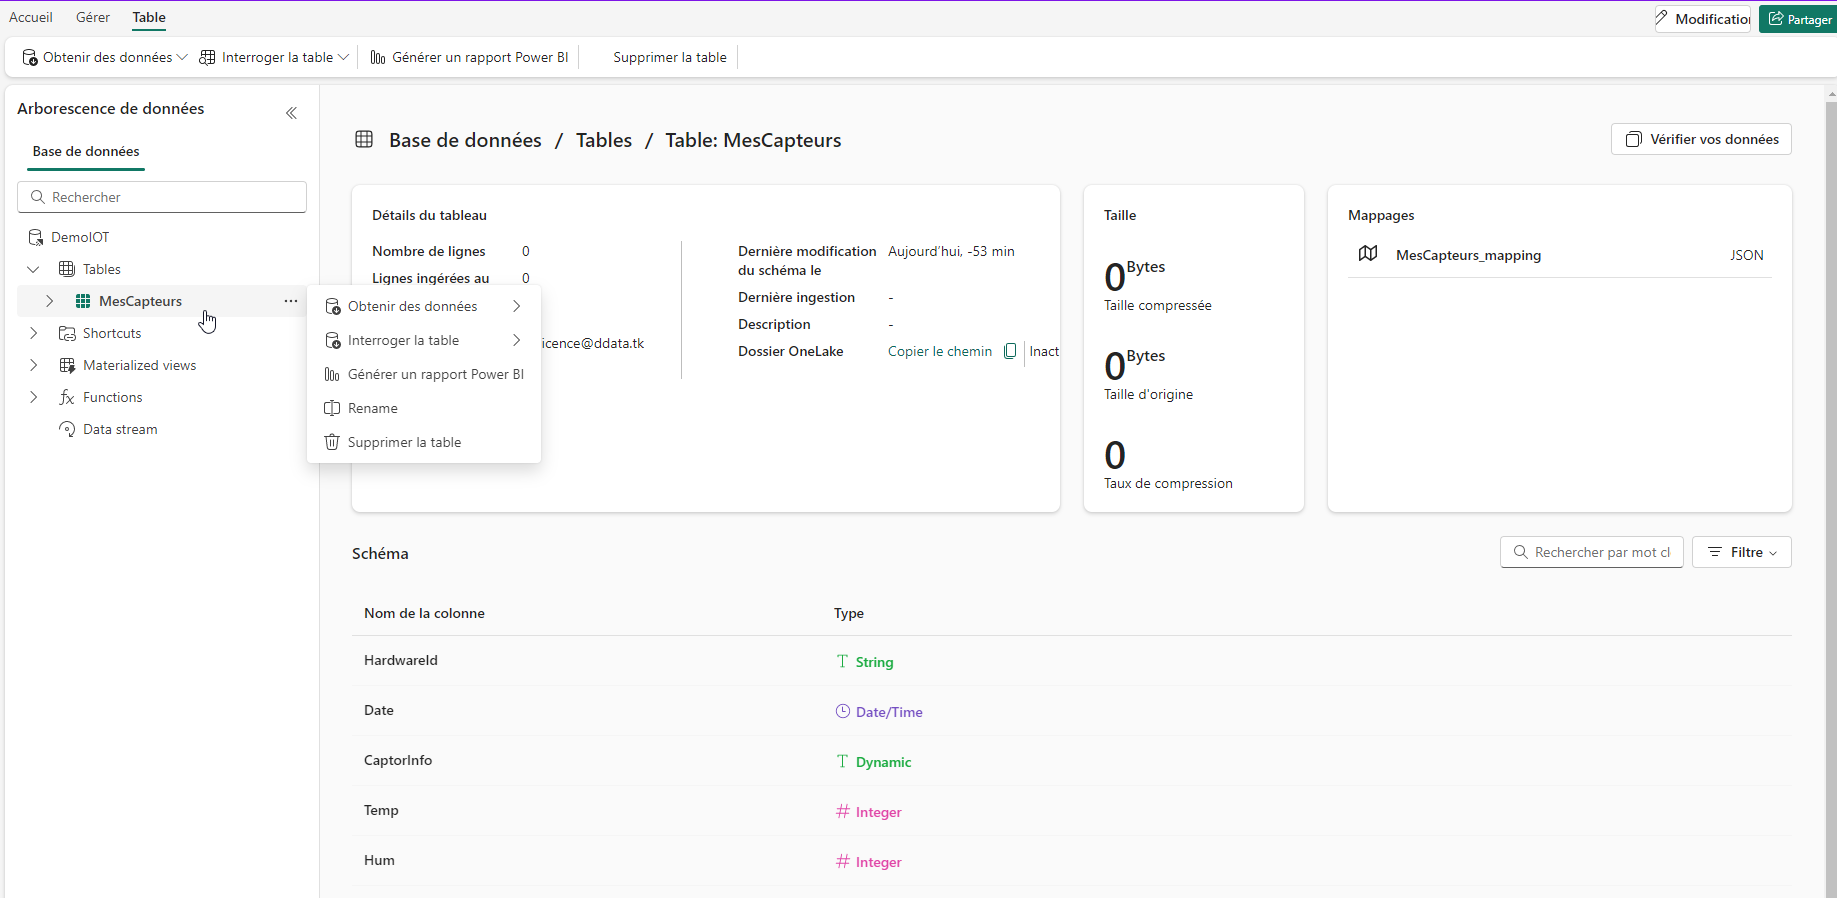 Accueil Gérer Table
Modification Partager
Obtenir des données Interroger la table Générer un rapport Power BI Supprimer la table
Arborescence de données
Base de données
Rechercher
DemoIOT
Tables
MesCapteurs ...
Shortcuts
Materialized views
Functions
Data stream
Obtenir des données
Interroger la table
Générer un rapport Power BI
Rename
Supprimer la table
Base de données / Tables / Table: MesCapteurs
Vérifier vos données
Détails du tableau
Nombre de lignes 0
Lignes ingérées au 0
icence@ddata.tk
Dernière modification du schéma le Aujourd'hui, -53 min
Dernière ingestion -
Description -
Dossier OneLake Copier le chemin Inact
Taille
0 Bytes
Taille compressée
0 Bytes
Taille d'origine
0
Taux de compression
Mappages
MesCapteurs_mapping JSON
Schéma
Rechercher par mot cl
Filtre
Nom de la colonne Type
HardwareId String
Date Date/Time
CaptorInfo Dynamic
Temp Integer
Hum Integer